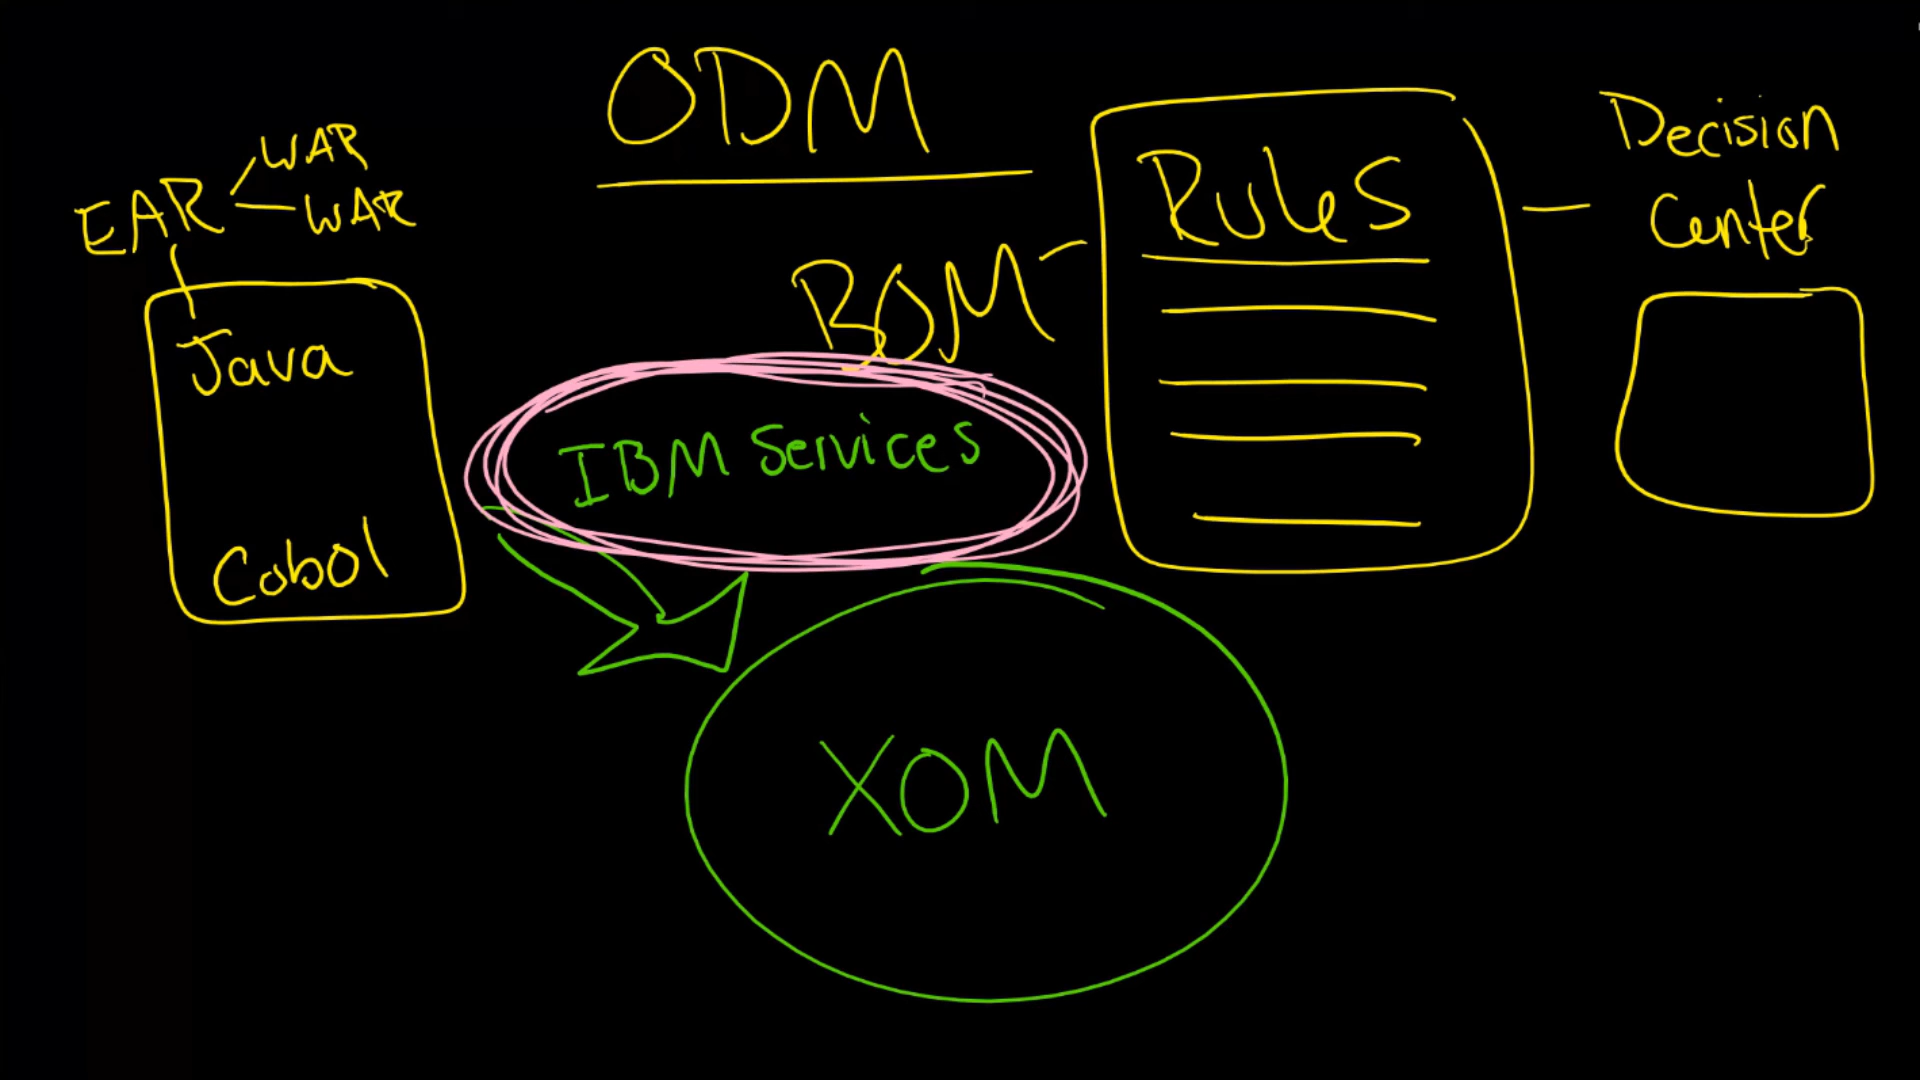 ODM
EAR
WAR
WAR
Java
Cobol
BOM
Rules
Decision
Center
IBM Services
XOM